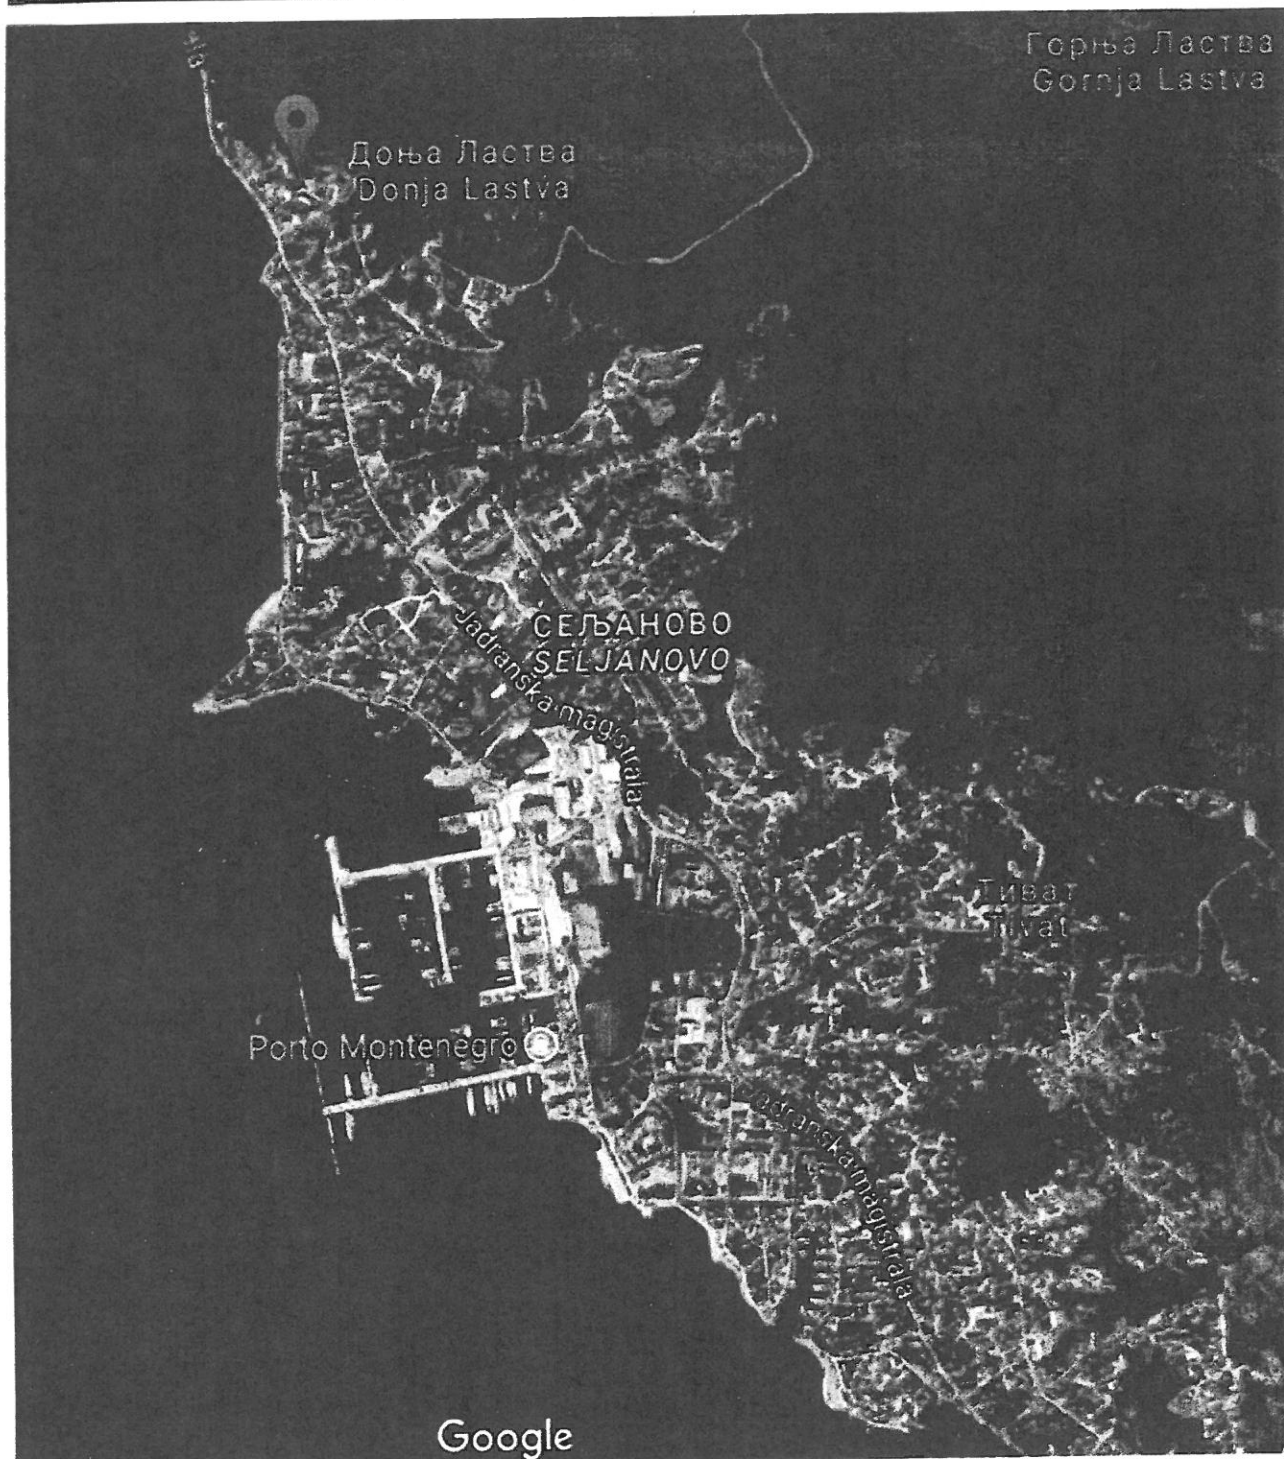 Горња Ластва
Gornja Lastva
Доња Ластва
Donja Lastva
СЕЉАНОВО
SELJANOVO
Jadranska magistrala
Тиват
Tivat
Porto Montenegro
Jadranska magistrala
Google